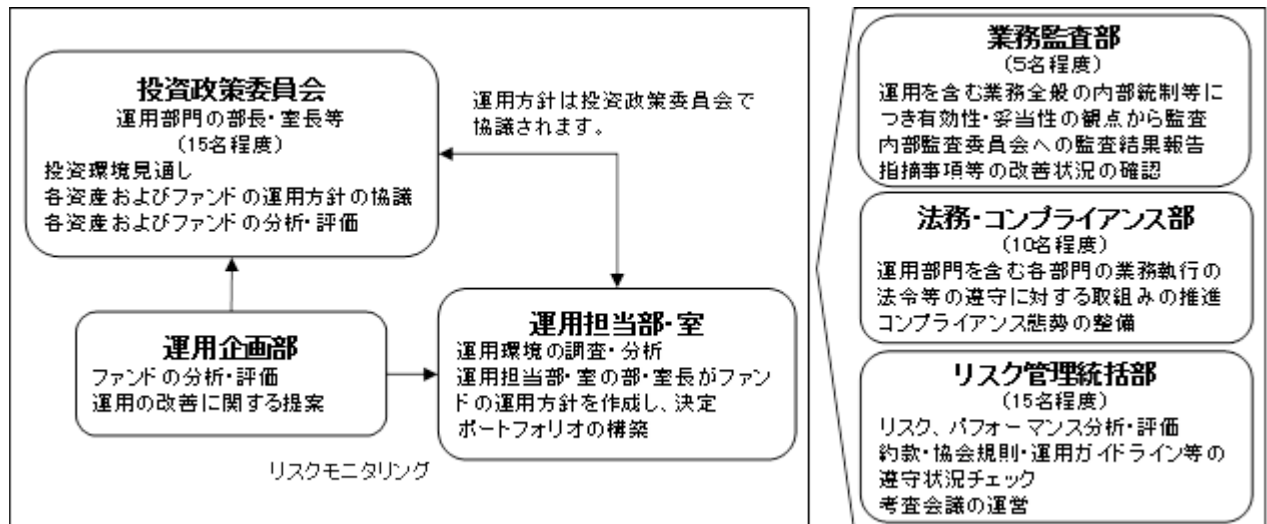 投資政策委員会
運用部門の部長・室長等
(15名程度)
投資環境見通し
各資産およびファンドの運用方針の協議
各資産およびファンドの分析・評価
運用方針は投資政策委員会で
協議されます。
運用企画部
ファンドの分析・評価
運用の改善に関する提案
運用担当部・室
運用環境の調査・分析
運用担当部・室の部・室長がファン
ドの運用方針を作成し、決定
ポートフォリオの構築
リスクモニタリング
業務監査部
(5名程度)
運用を含む業務全般の内部統制等に
つき有効性・妥当性の観点から監査
内部監査委員会への監査結果報告
指摘事項等の改善状況の確認
法務・コンプライアンス部
(10名程度)
運用部門を含む各部門の業務執行の
法令等の遵守に対する取組みの推進
コンプライアンス態勢の整備
リスク管理統括部
(15名程度)
リスク、パフォーマンス分析・評価
約款・協会規則・運用ガイドライン等の
遵守状況チェック
考査会議の運営